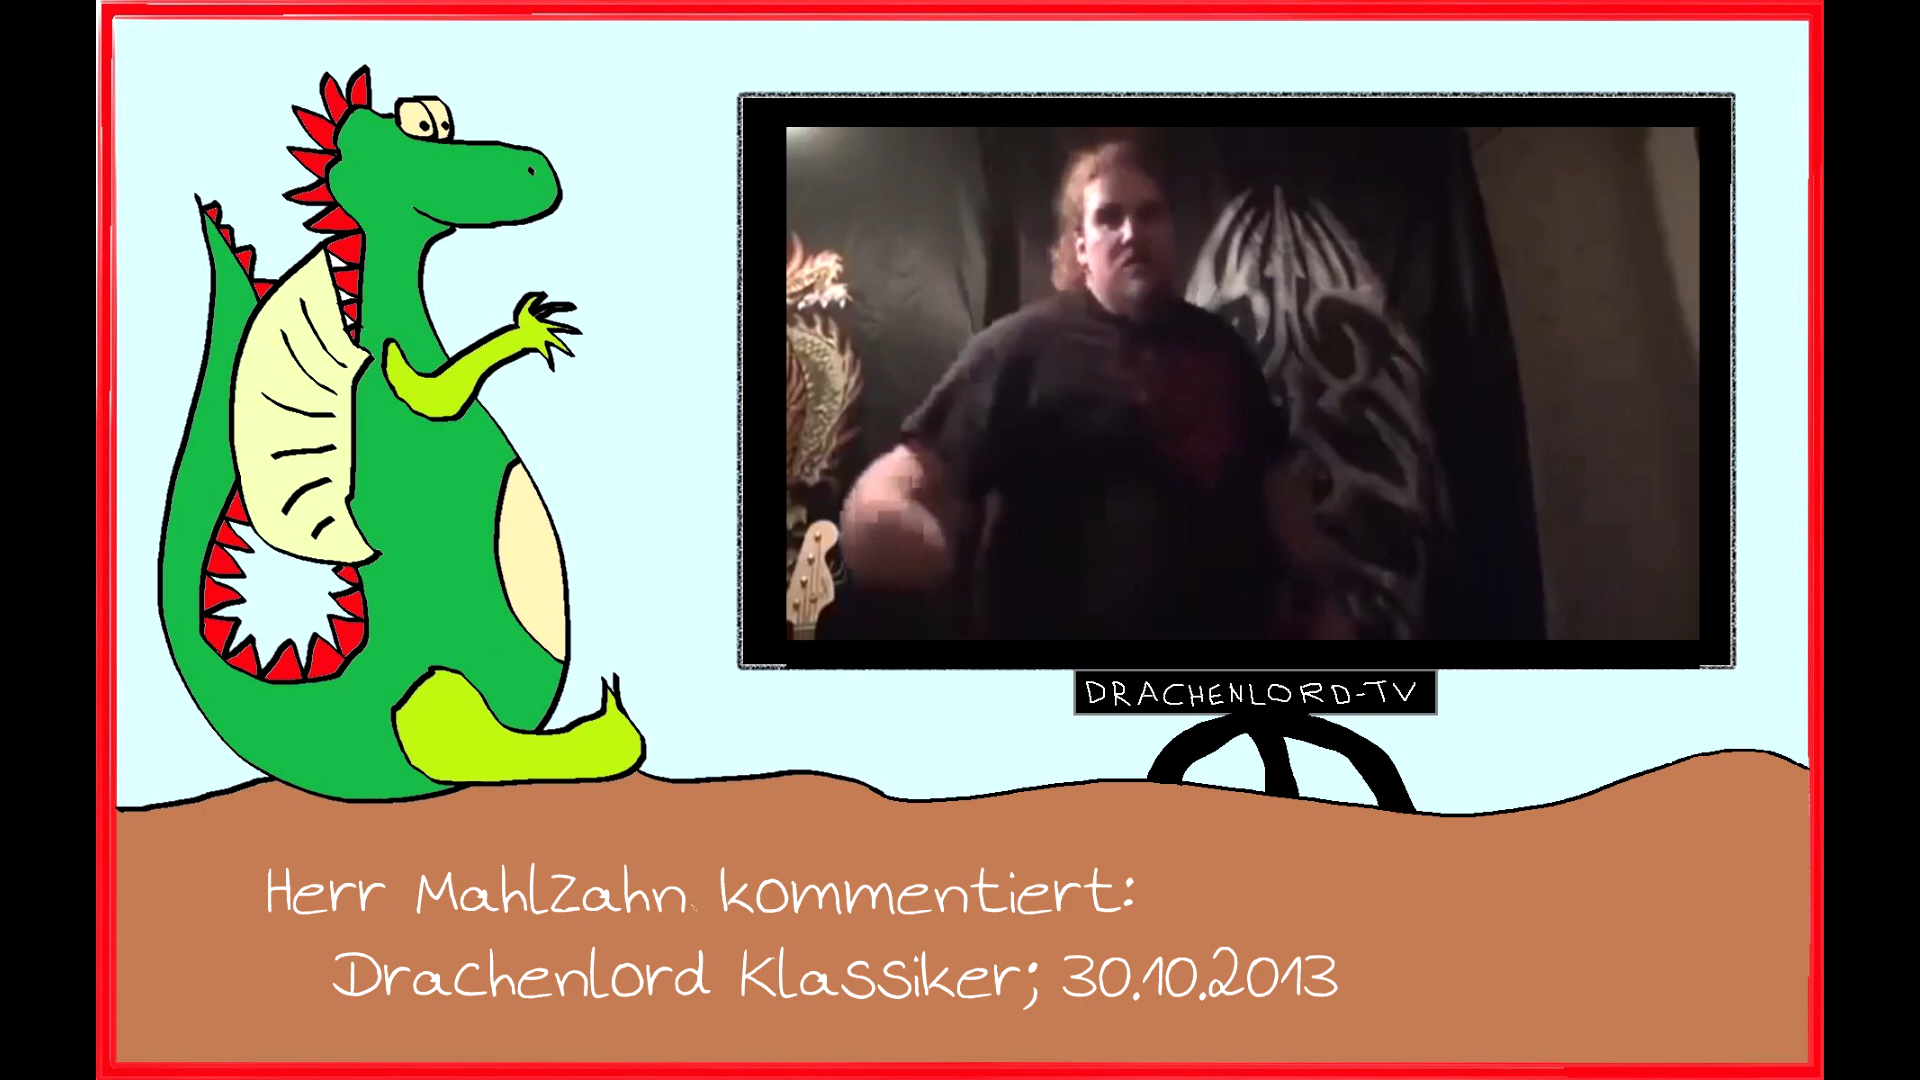 DRACHENLORD-TV
Herr Mahlzahn kommentiert:
Drachenlord Klassiker; 30.10.2013